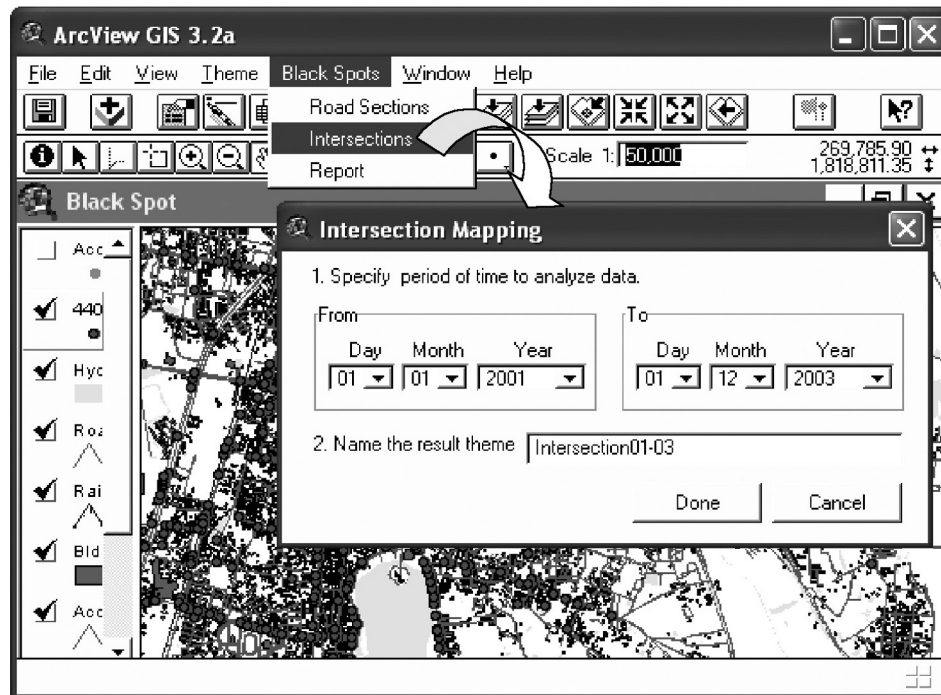 ArcView GIS 3.2a
File Edit View Theme Black Spots Window Help
Road Sections
Intersections
Report
Scale 1: 50,000
269,785.90
1,818,811.35
Black Spot
Intersection Mapping
1. Specify period of time to analyze data.
From
Day Month Year
01 01 2001
To
Day Month Year
01 12 2003
2. Name the result theme Intersection01-03
Done Cancel
Acc
440
Hyc
Roa
Rai
Bld
Acc